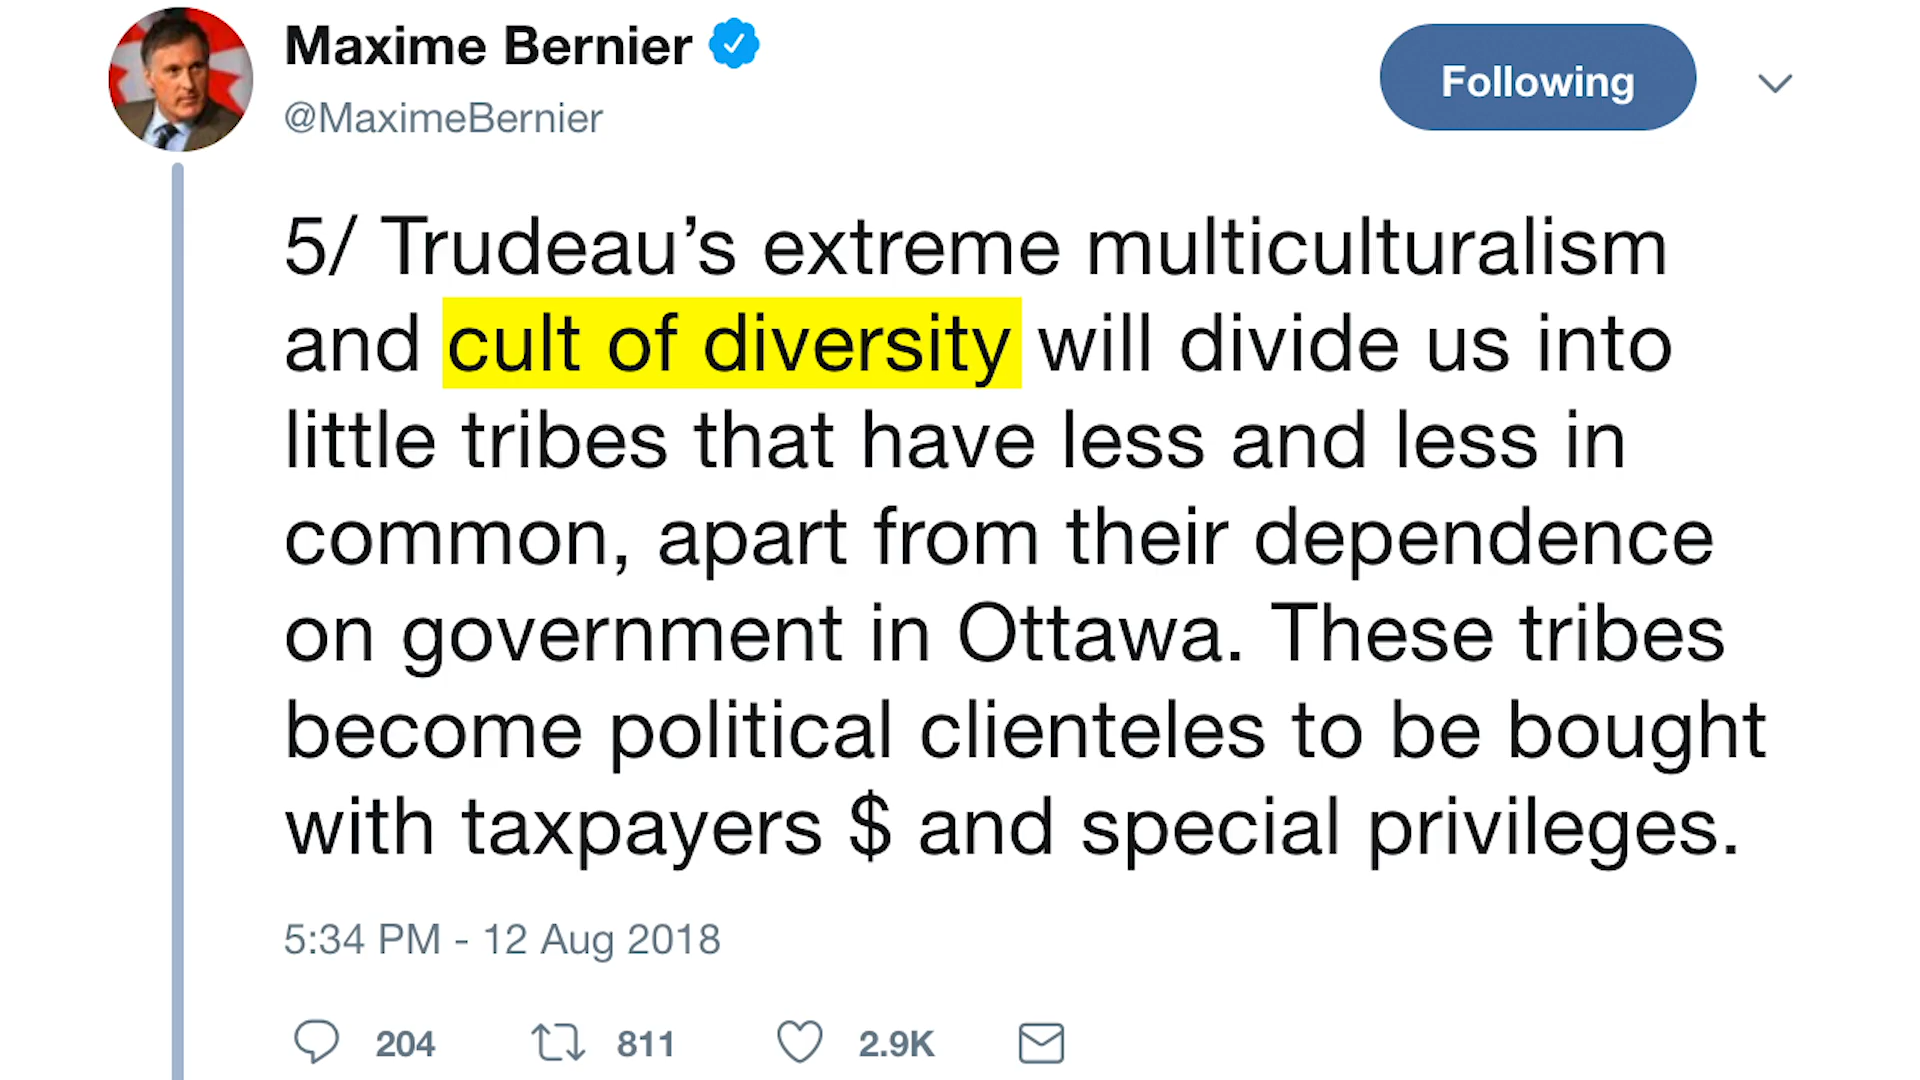 Maxime Bernier
@MaximeBernier
Following
5/ Trudeau’s extreme multiculturalism
and cult of diversity will divide us into
little tribes that have less and less in
common, apart from their dependence
on government in Ottawa. These tribes
become political clienteles to be bought
with taxpayers $ and special privileges.
5:34 PM - 12 Aug 2018
204 811 2.9K